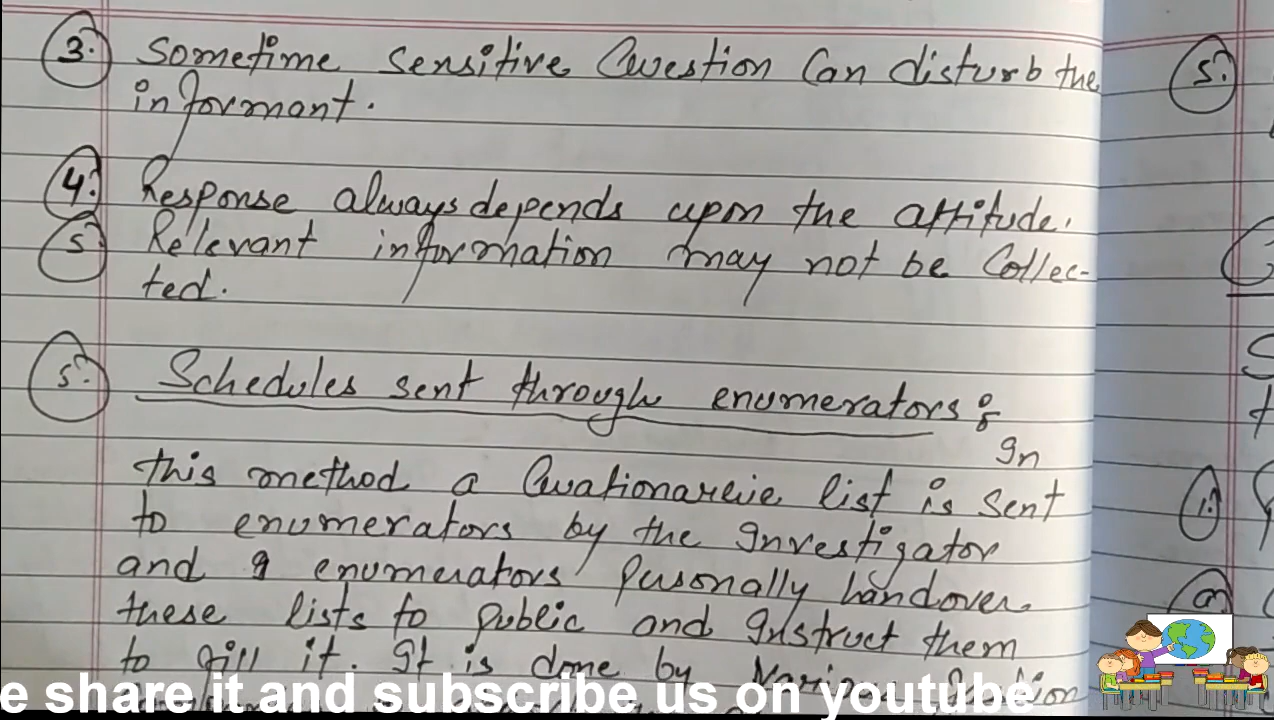 3. Sometime sensitive Question Can disturb the
informant.
4. Response always depends upon the attitude.
5 Relevant information may not be Collec-
ted.
5. Schedules sent through enumerators :
In
this method a Quationareie list is sent
to enumerators by the Investigator
and enumerators personally handover
these lists to public and Instruct them
to fill it. It is done by
5.
1.
e share it and subscribe us on youtube